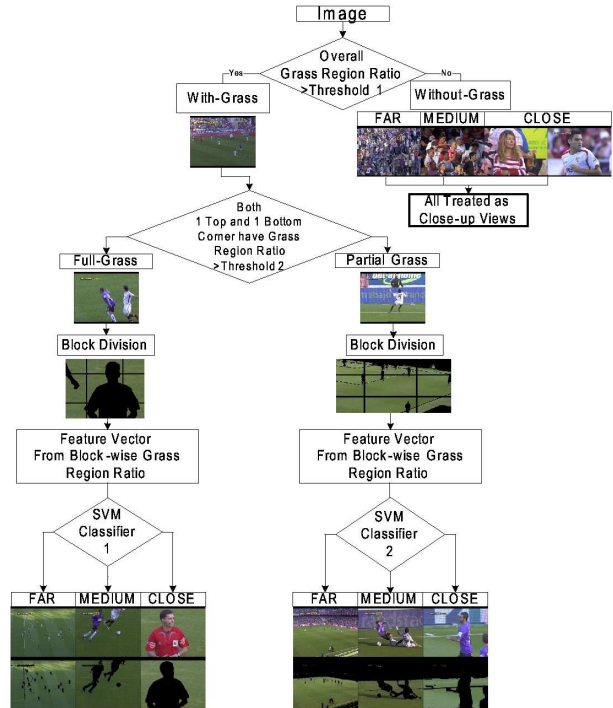 Image
Overall
Grass Region Ratio
>Threshold 1
Yes
No
With-Grass
Without-Grass
FAR MEDIUM CLOSE
All Treated as
Close-up Views
Both
1 Top and 1 Bottom
Corner have Grass
Region Ratio
>Threshold 2
Full-Grass
Partial Grass
Block Division
Block Division
Feature Vector
From Block-wise Grass
Region Ratio
Feature Vector
From Block-wise Grass
Region Ratio
SVM
Classifier
1
SVM
Classifier
2
FAR MEDIUM CLOSE
FAR MEDIUM CLOSE